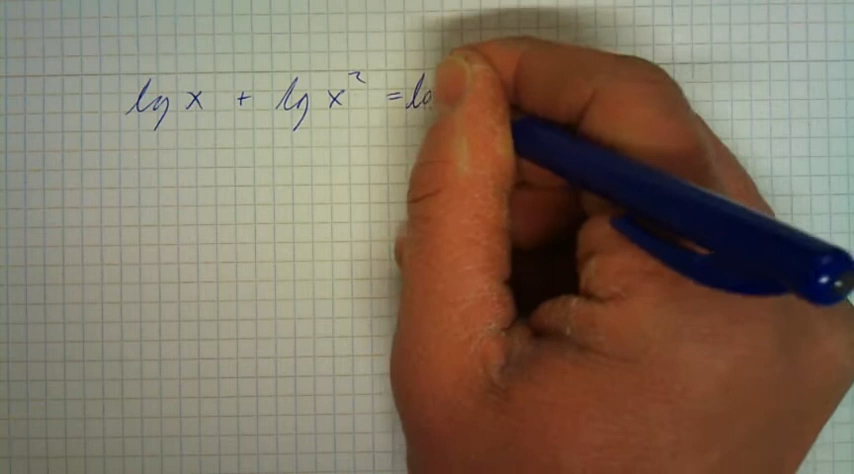 lg x + lg x² = lo